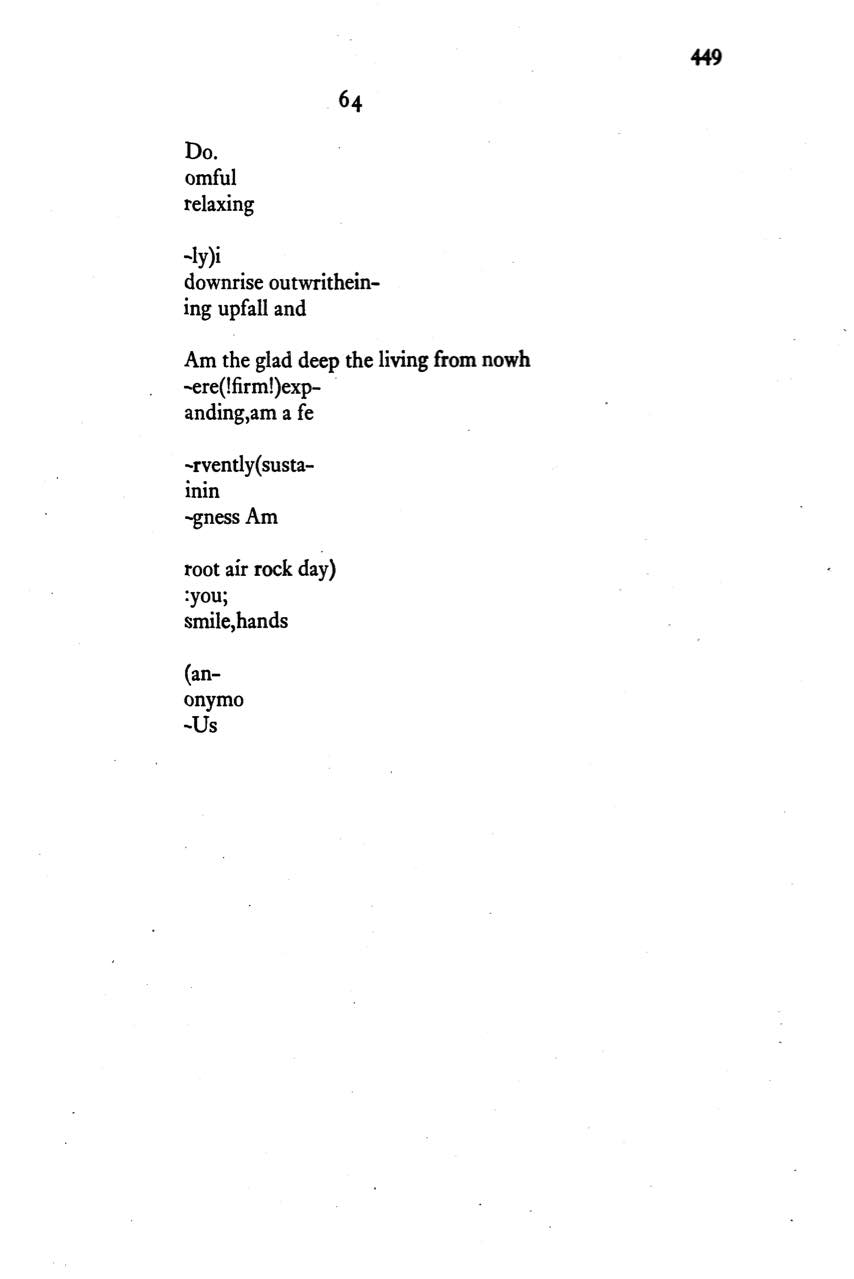 449
64
Do.
omful
relaxing
-ly)i
downrise outwrithein-
ing upfall and
Am the glad deep the living from nowh
-ere(!firm!)exp-
anding,am a fe
-rvently(susta-
inin
-gness Am
root air rock day)
:you;
smile,hands
(an-
onymo
-Us